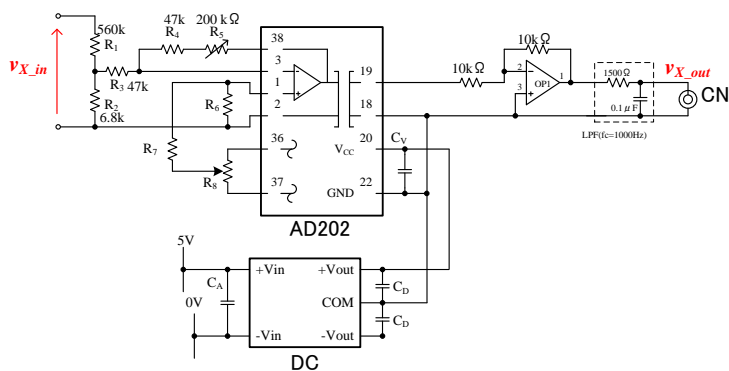 560k
R1
vX_in
R2
6.8k
R3 47k
47k
R4
200 kΩ
R5
R6
R7
R8
38
3
1
2
36
37
19
18
20
VCC
22
GND
AD202
CV
10kΩ
10kΩ
2
3
OP1
1
1500Ω
0.1μF
LPF(fc=1000Hz)
vX_out
CN
5V
0V
CA
+Vin
-Vin
+Vout
COM
-Vout
CD
CD
DC